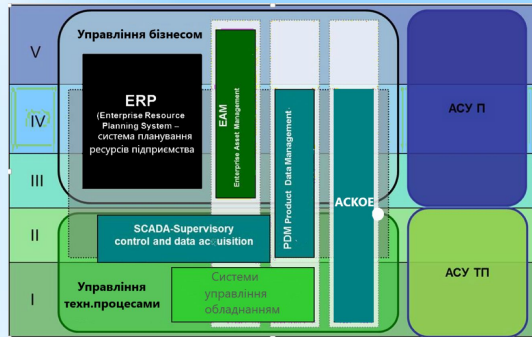 V
IV
III
II
I
Управління бізнесом
ERP
(Enterprise Resource
Planning System –
система планування
ресурсів підприємства
EAM
Enterprise Asset Management
PDM Product Data Management
АСКОЕ
SCADA-Supervisory
control and data acquisition
Управління
техн.процесами
Системи
управління
обладнанням
АСУ П
АСУ ТП